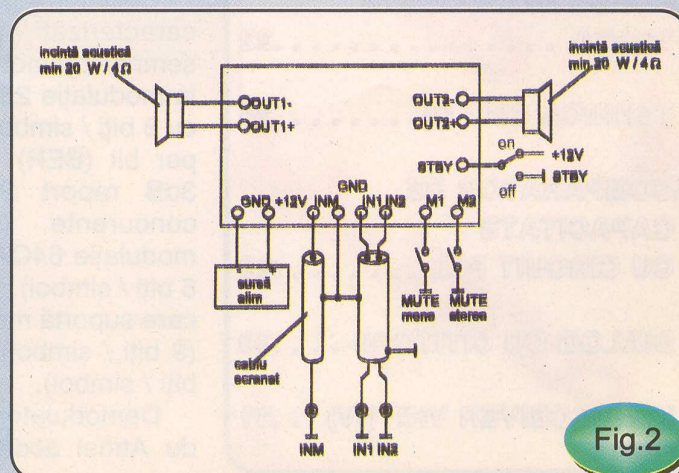 incintă acustică
min 20 W / 4Ω
incintă acustică
min. 20 W / 4Ω
OUT1-
OUT1+
OUT2-
OUT2+
STBY
on
+12V
STBY
off
GND +12V INM GND IN1 IN2 M1 M2
sursă
alim
MUTE
mono
MUTE
stereo
cablu
ecranat
INM IN1 IN2
Fig.2